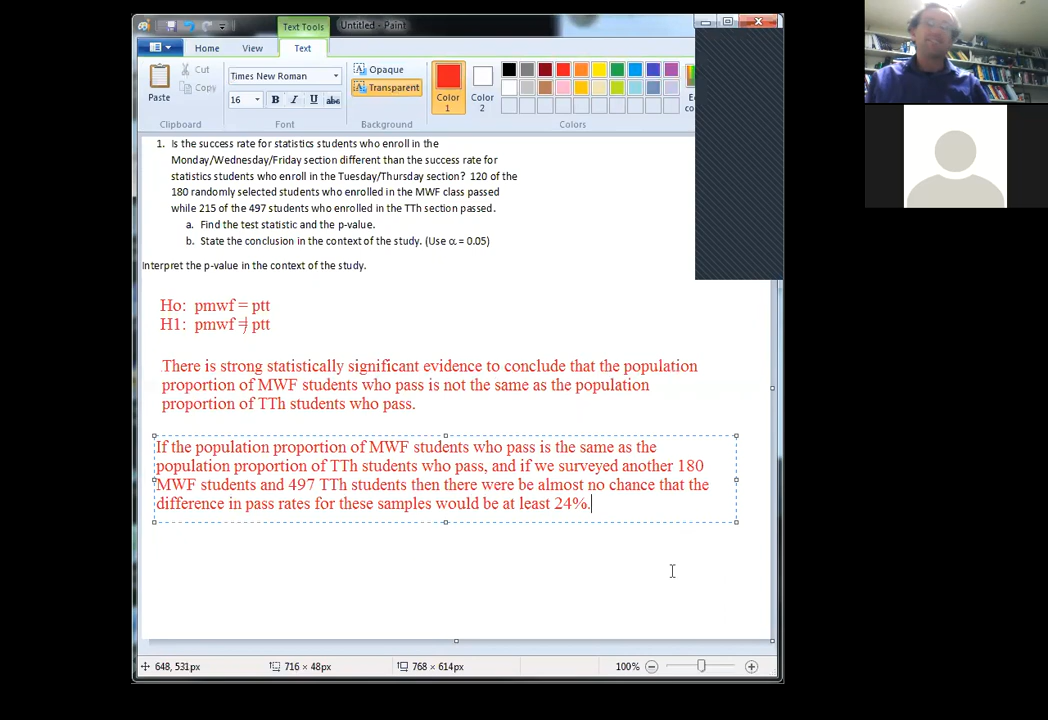 Text Tools
Untitled - Paint
Home
View
Text
Paste
Cut
Copy
Clipboard
Times New Roman
16
B I U abc
Font
A Opaque
A Transparent
Background
Color 1
Color 2
Colors
1. Is the success rate for statistics students who enroll in the
Monday/Wednesday/Friday section different than the success rate for
statistics students who enroll in the Tuesday/Thursday section? 120 of the
180 randomly selected students who enrolled in the MWF class passed
while 215 of the 497 students who enrolled in the TTh section passed.
a. Find the test statistic and the p-value.
b. State the conclusion in the context of the study. (Use α = 0.05)
Interpret the p-value in the context of the study.
Ho: pmwf = ptt
H1: pmwf ≠ ptt
There is strong statistically significant evidence to conclude that the population
proportion of MWF students who pass is not the same as the population
proportion of TTh students who pass.
If the population proportion of MWF students who pass is the same as the
population proportion of TTh students who pass, and if we surveyed another 180
MWF students and 497 TTh students then there were be almost no chance that the
difference in pass rates for these samples would be at least 24%.
648, 531px
716 × 48px
768 × 614px
100%